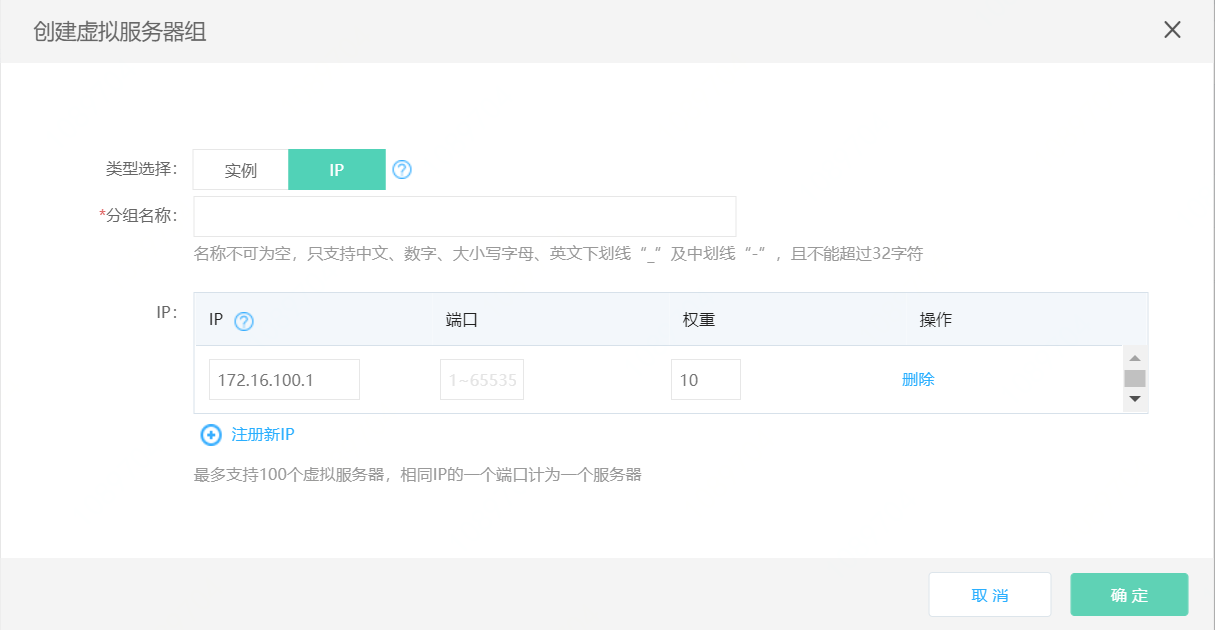 创建虚拟服务器组
类型选择： 实例 IP ?
*分组名称：
名称不可为空，只支持中文、数字、大小写字母、英文下划线“_”及中划线“-”，且不能超过32字符
IP： IP ? 端口 权重 操作
172.16.100.1 1~65535 10 删除
注册新IP
最多支持100个虚拟服务器，相同IP的一个端口计为一个服务器
取 消 确 定